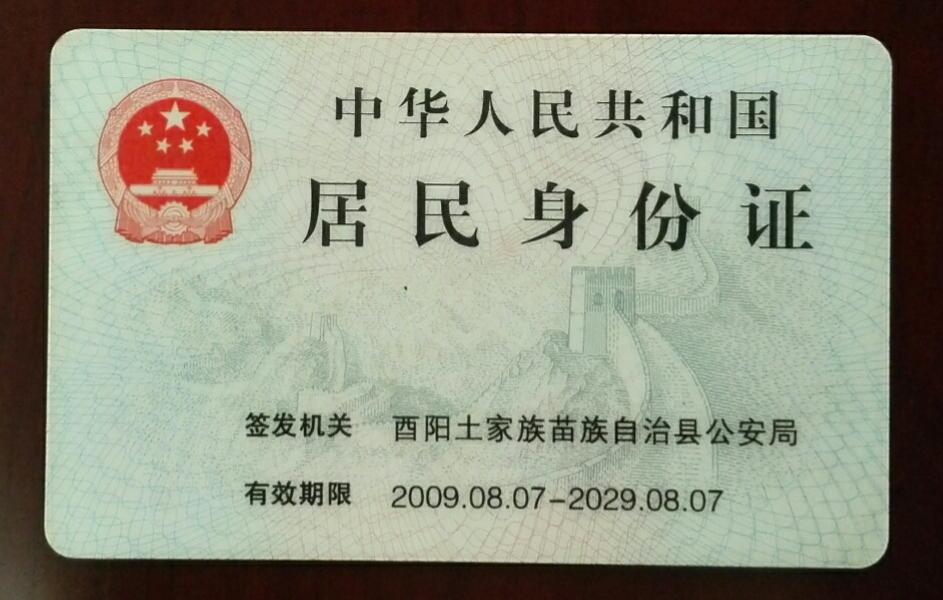 中华人民共和国
居民身份证
签发机关 酉阳土家族苗族自治县公安局
有效期限 2009.08.07-2029.08.07